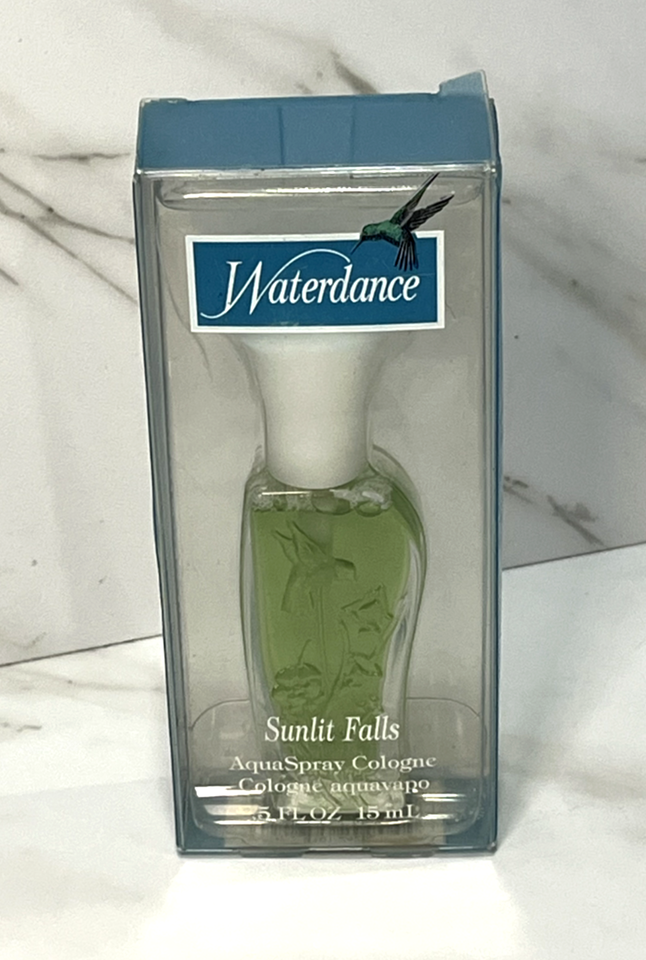 Waterdance
Sunlit Falls
AquaSpray Cologne
Cologne aquavapo
.5 FL OZ 15 mL